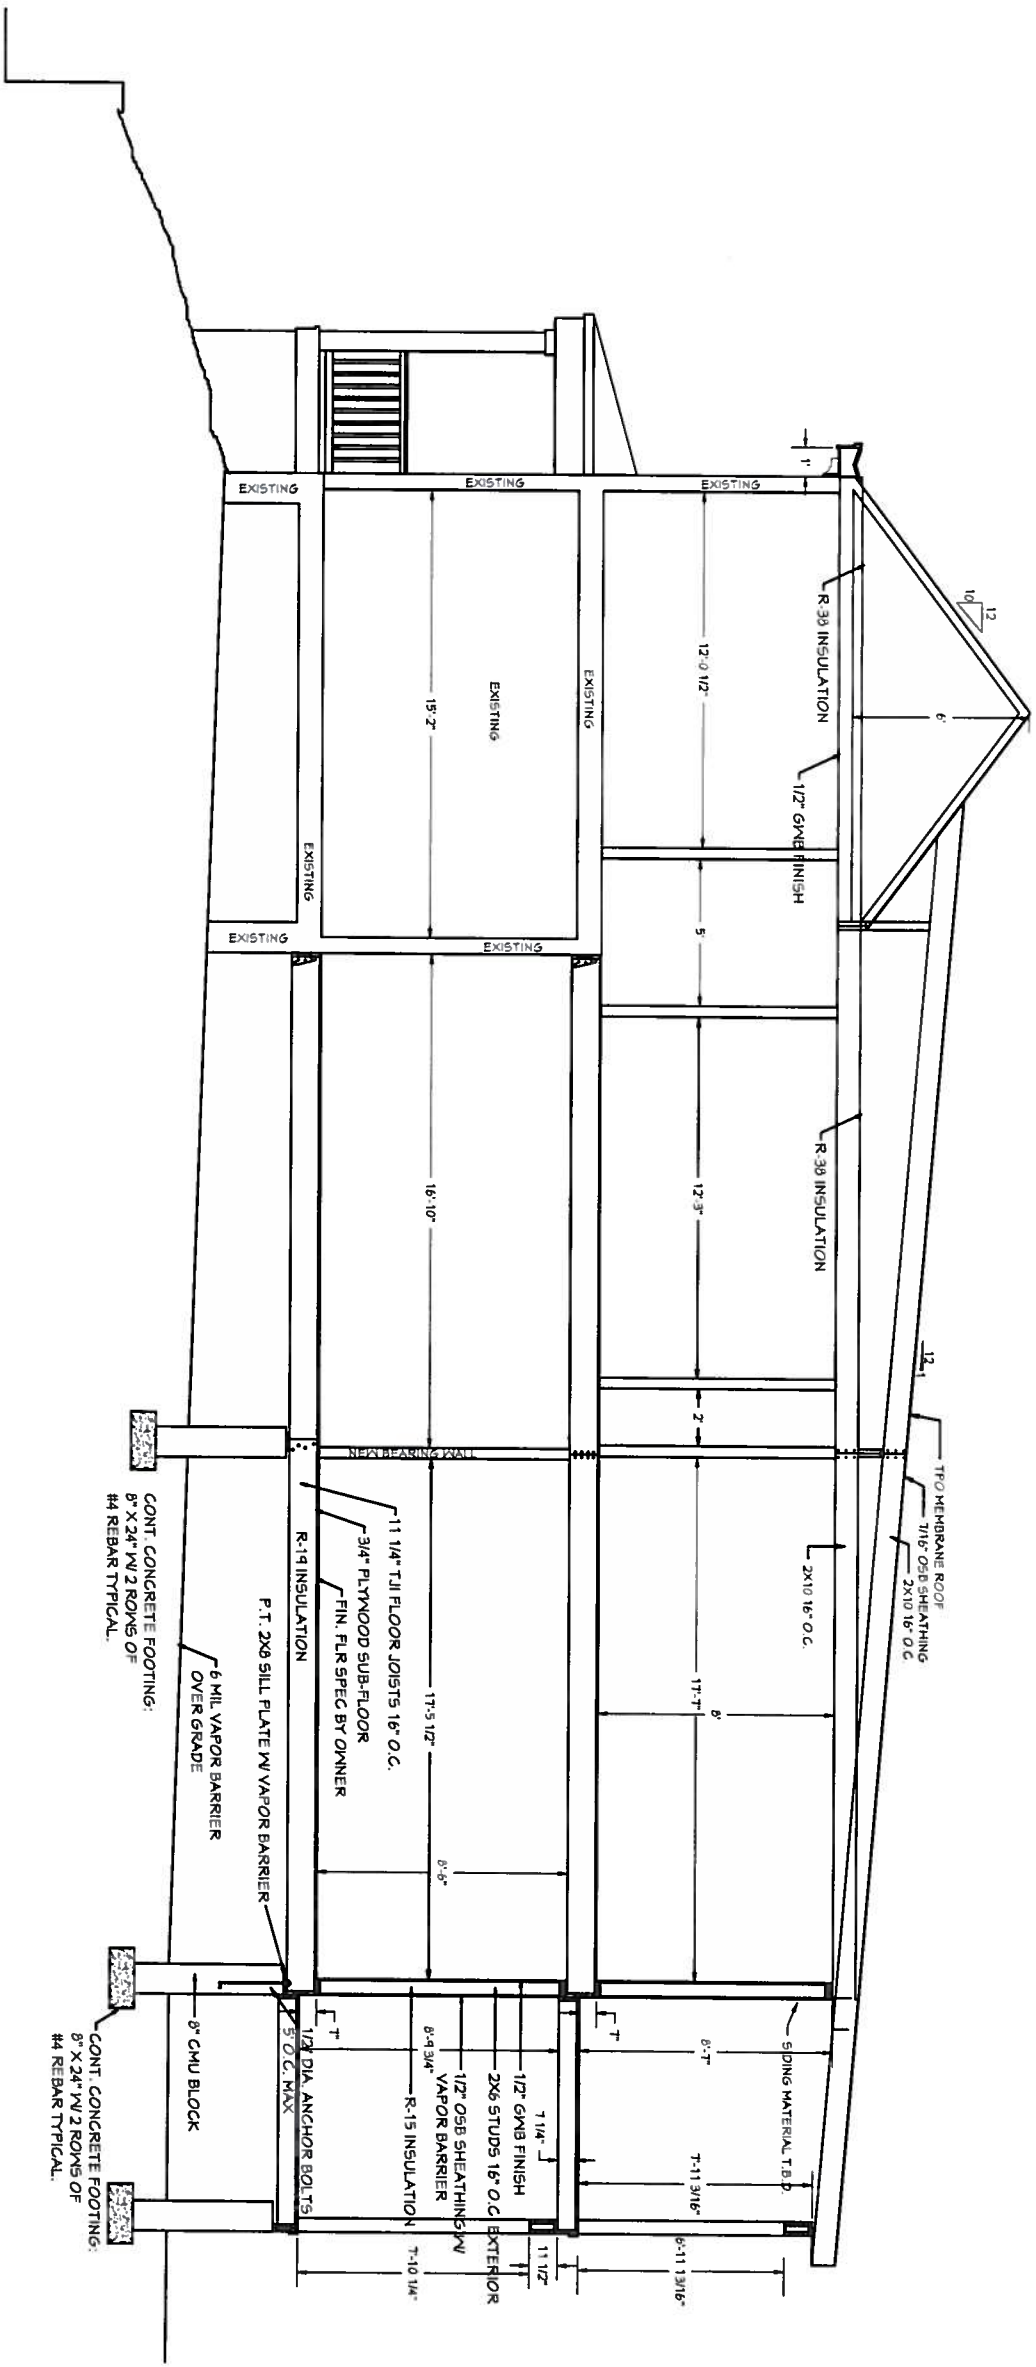 1'
12
10
R-38 INSULATION
6'
1/2" GWB FINISH
R-38 INSULATION
12
1
TPO MEMBRANE ROOF
7/16" OSB SHEATHING
2X10 16" O.C.
2X10 16" O.C.
EXISTING
EXISTING
EXISTING
12'-0 1/2"
5'
12'-3"
2'
17'-7"
8'
EXISTING
EXISTING
15'-2"
EXISTING
EXISTING
EXISTING
16'-10"
NEW BEARING WALL
17'-5 1/2"
8'-6"
11 1/4" TJI FLOOR JOISTS 16" O.C.
3/4" PLYWOOD SUB-FLOOR
FIN. FLR SPEC BY OWNER
R-19 INSULATION
P.T. 2X8 SILL PLATE W/ VAPOR BARRIER
6 MIL VAPOR BARRIER
OVER GRADE
CONT. CONCRETE FOOTING:
8" X 24" W/ 2 ROWS OF
#4 REBAR TYPICAL.
SIDING MATERIAL T.B.D.
8'-7"
7'-11 3/16"
6'-11 13/16"
7"
7 1/4"
11 1/2"
1/2" GWB FINISH
2X6 STUDS 16" O.C. EXTERIOR
1/2" OSB SHEATHING W/
VAPOR BARRIER
R-15 INSULATION
8'-9 3/4"
7'-10 1/4"
7"
1/2" DIA. ANCHOR BOLTS
5' O.C. MAX
8" CMU BLOCK
CONT. CONCRETE FOOTING:
8" X 24" W/ 2 ROWS OF
#4 REBAR TYPICAL.